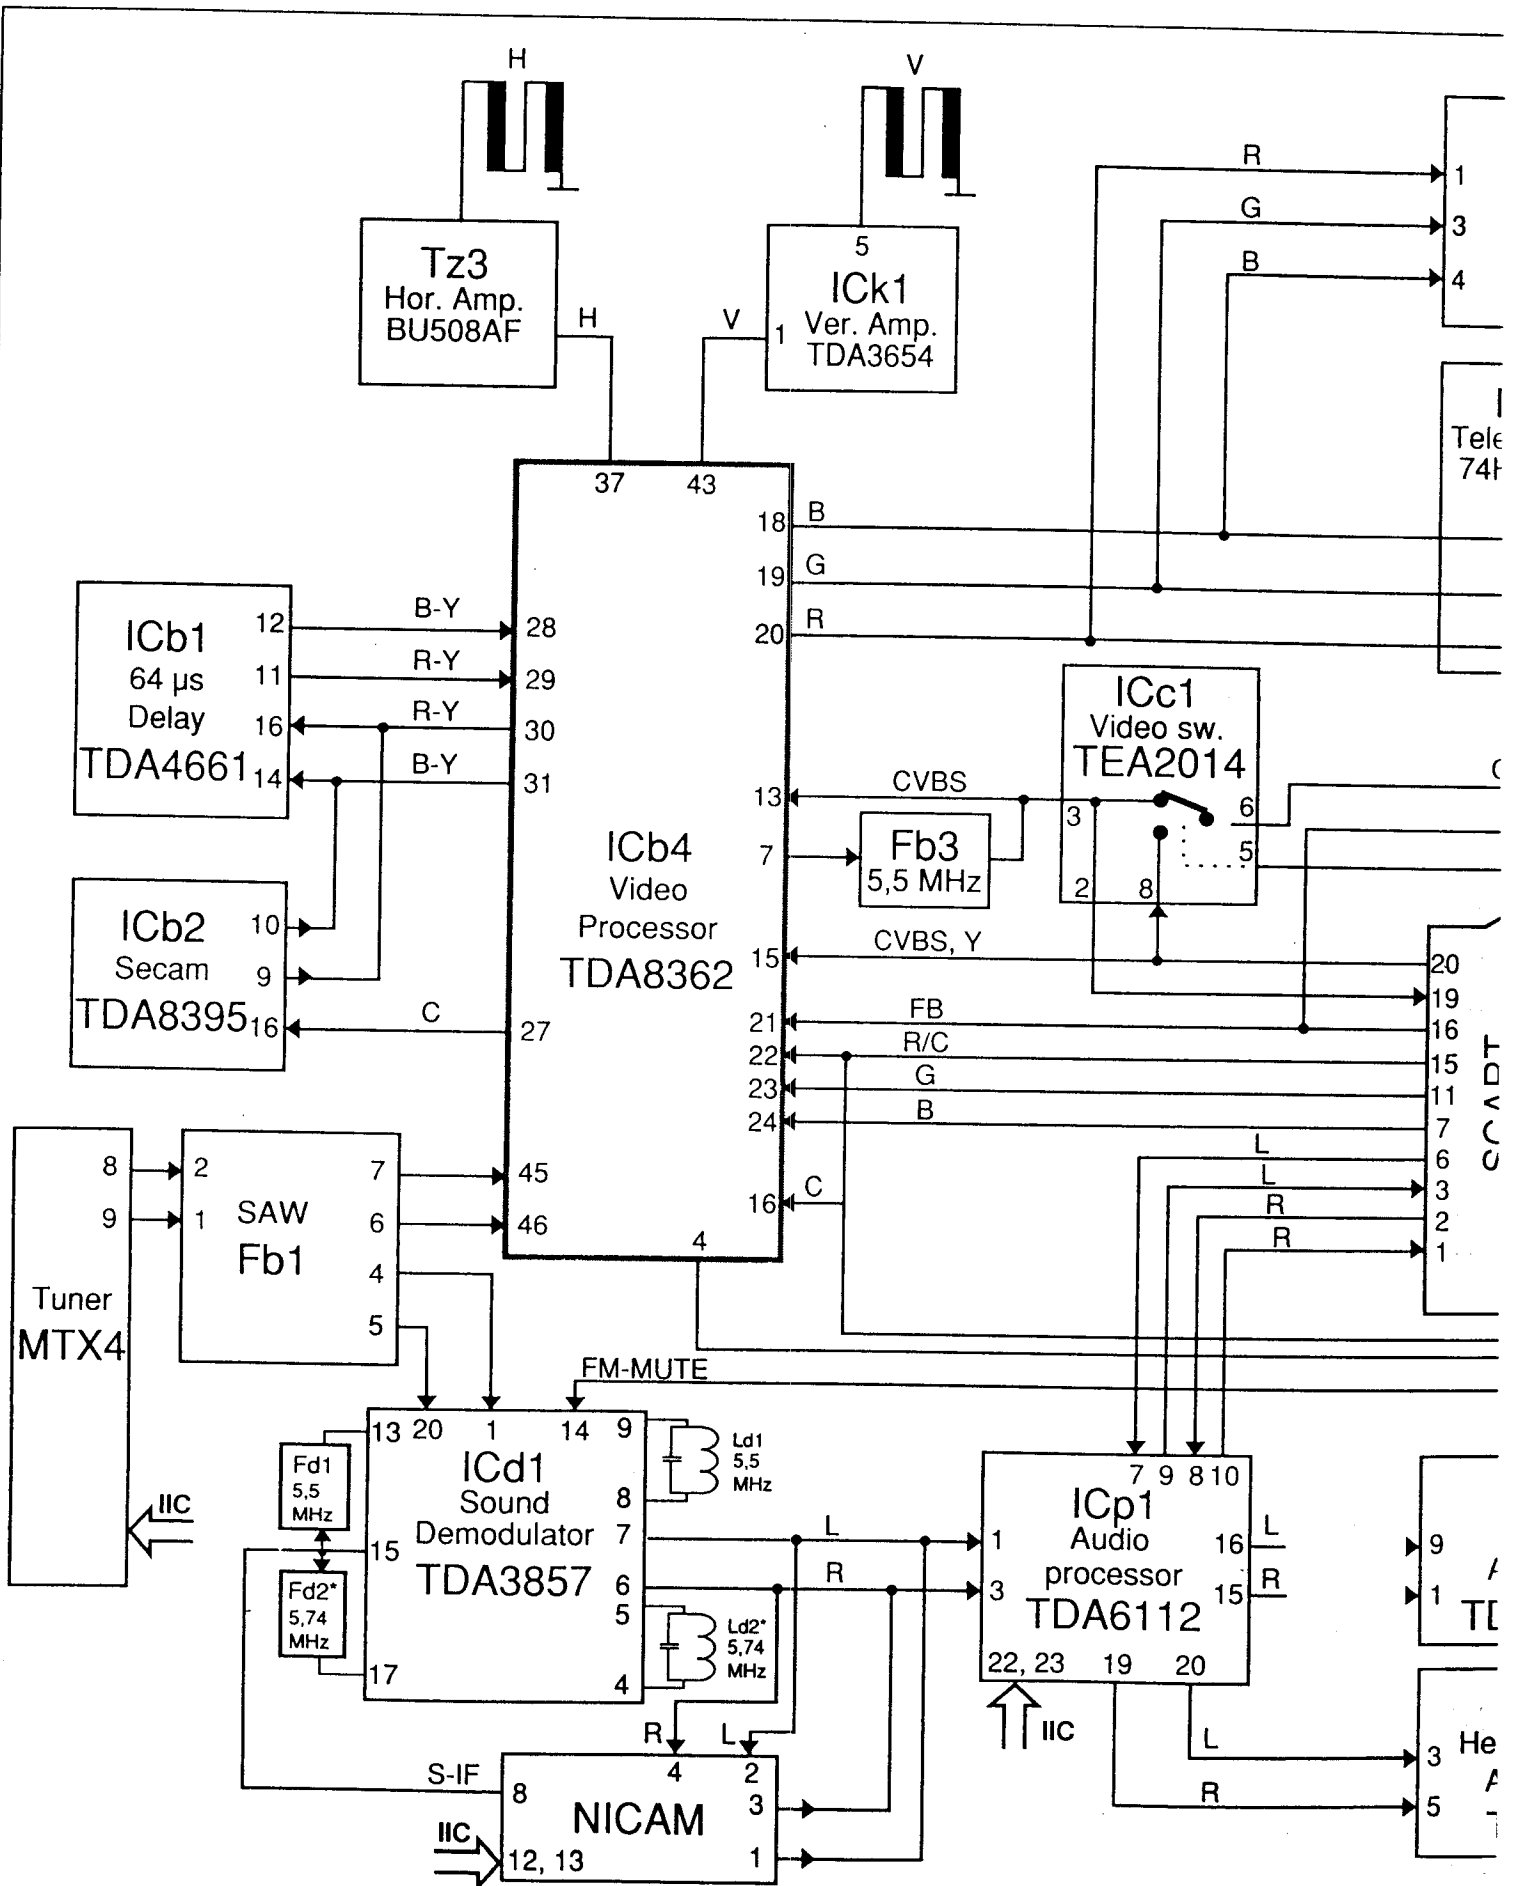 H
V
R
1
G
3
B
4
Tz3
Hor. Amp.
BU508AF
H
5
ICk1
Ver. Amp.
TDA3654
1
V
37
43
18
B
19
G
20
R
ICb1
64 µs
Delay
TDA4661
12
B-Y
28
11
R-Y
29
16
R-Y
30
14
B-Y
31
ICb4
Video
Processor
TDA8362
ICc1
Video sw.
TEA2014
13
CVBS
3
6
7
Fb3
5,5 MHz
5
2
8
ICb2
Secam
TDA8395
10
9
16
C
27
15
CVBS, Y
20
19
21
FB
16
22
R/C
15
23
G
11
24
B
7
L
6
L
3
R
2
R
1
16
C
4
Tuner
MTX4
8
9
2
1
SAW
Fb1
7
45
6
46
4
5
IIC
FM-MUTE
13
20
1
14
9
ICd1
Sound
Demodulator
TDA3857
8
7
6
5
4
15
17
Fd1
5,5
MHz
Fd2*
5,74
MHz
Ld1
5,5
MHz
Ld2*
5,74
MHz
L
R
7
9
8
10
ICp1
Audio
processor
TDA6112
1
3
16
L
15
R
22, 23
19
20
IIC
9
1
R
L
S-IF
8
4
2
NICAM
3
1
12, 13
IIC
L
3
R
5